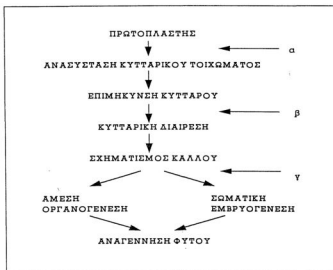 ΠΡΩΤΟΠΛΑΣΤΗΣ
α
ΑΝΑΣΥΣΤΑΣΗ ΚΥΤΤΑΡΙΚΟΥ ΤΟΙΧΩΜΑΤΟΣ
ΕΠΙΜΗΚΥΝΣΗ ΚΥΤΤΑΡΟΥ
β
ΚΥΤΤΑΡΙΚΗ ΔΙΑΙΡΕΣΗ
ΣΧΗΜΑΤΙΣΜΟΣ ΚΑΛΛΟΥ
γ
ΑΜΕΣΗ
ΟΡΓΑΝΟΓΕΝΕΣΗ
ΣΩΜΑΤΙΚΗ
ΕΜΒΡΥΟΓΕΝΕΣΗ
ΑΝΑΓΕΝΝΗΣΗ ΦΥΤΟΥ